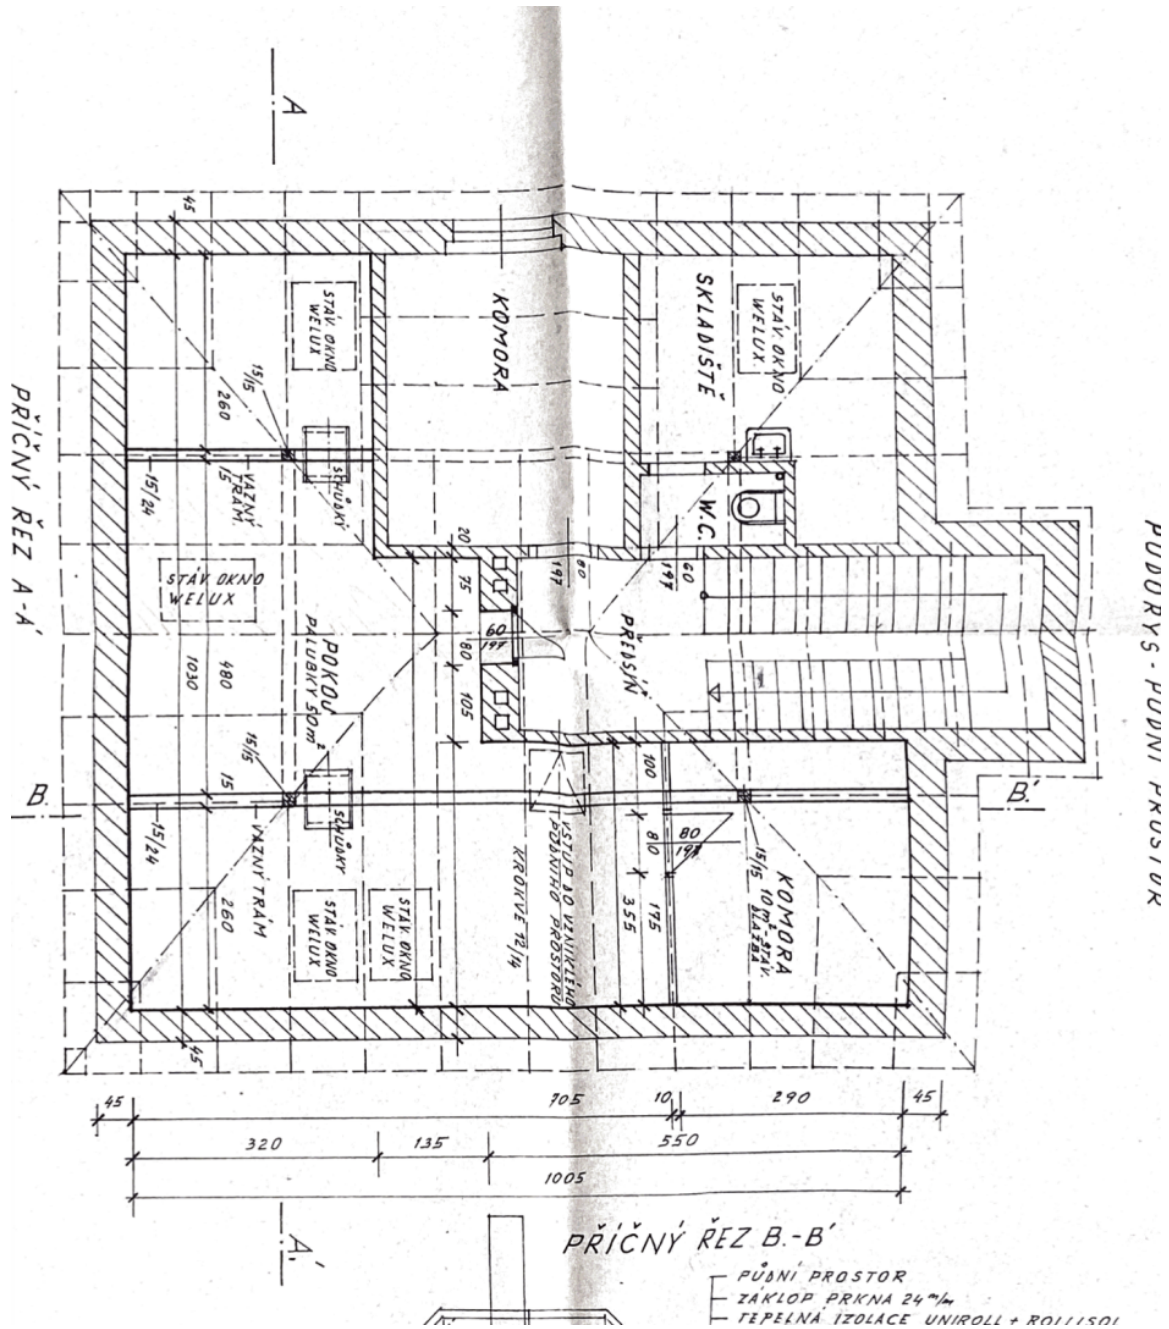 A
45
KOMORA
SKLADIŠTĚ
STÁV. OKNO
WELUX
STÁV. OKNO
WELUX
15/15
260
PŘÍČNÝ ŘEZ A-A'
15/24
VAZNÝ
TRÁM
15
SCHŮDKY
W.C.
20
75
80
197
60
197
STÁV. OKNO
WELUX
60
197
80
105
PŘEDSÍŇ
POKOJ
PALUBKY 50m²
480
1030
PŮDORYS - PŮDNÍ PROSTOR
15/15
15
100
B.
B'
15/24
VAZNÝ TRÁM
SCHŮDKY
80
80
197
VSTUP DO VZNIKLÉHO
PŮDNÍHO PROSTORU
KROKVE 12/14
15/15
KOMORA
10m² STÁV.
DLAŽBA
260
STÁV. OKNO
WELUX
STÁV. OKNO
WELUX
355
175
45
45
705
10
290
45
320
135
550
1005
A'
PŘÍČNÝ ŘEZ B.-B'
PŮDNÍ PROSTOR
ZÁKLOP PRKNA 24 m/m
TEPELNÁ IZOLACE UNIROLL + ROLLISOL